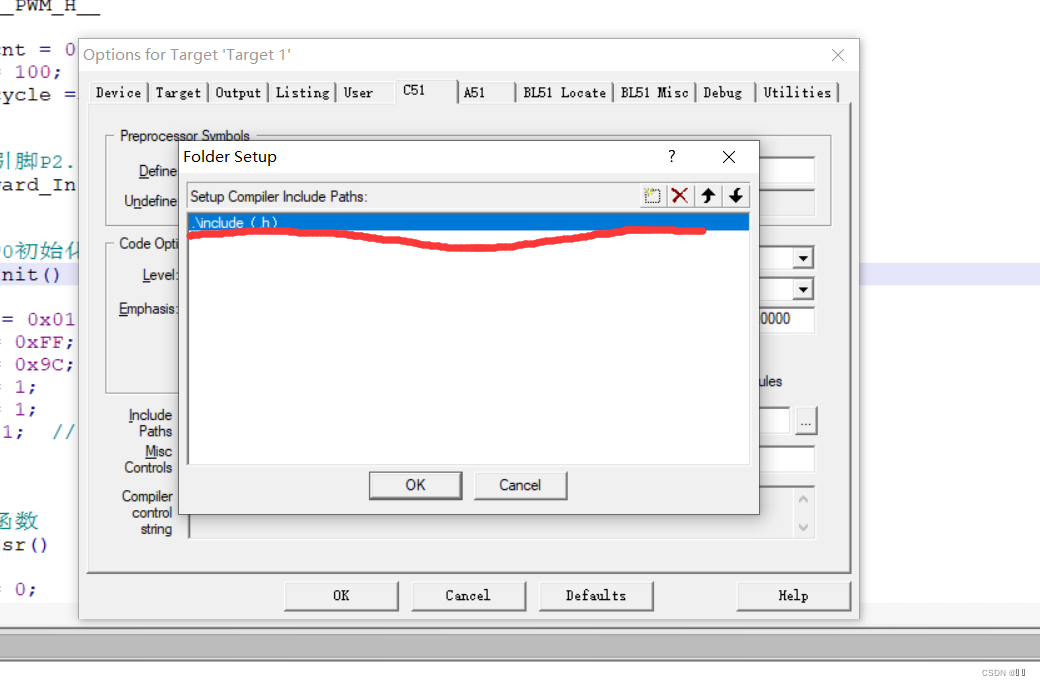 __PWM_H__
nt = 0
= 100;
ycle =
Options for Target 'Target 1'
Device Target Output Listing User C51 A51 BL51 Locate BL51 Misc Debug Utilities
Preprocessor Symbols
Define
Undefine
引脚P2.
ard_In
Folder Setup
?
Setup Compiler Include Paths:
.\include（.h）
Code Opti
Level:
Emphasis:
0初始化
nit()
= 0x01
= 0xFF;
= 0x9C;
= 1;
= 1;
1; //
0000
ules
Include
Paths
...
Misc
Controls
OK Cancel
Compiler
control
string
函数
sr()
= 0;
OK Cancel Defaults Help